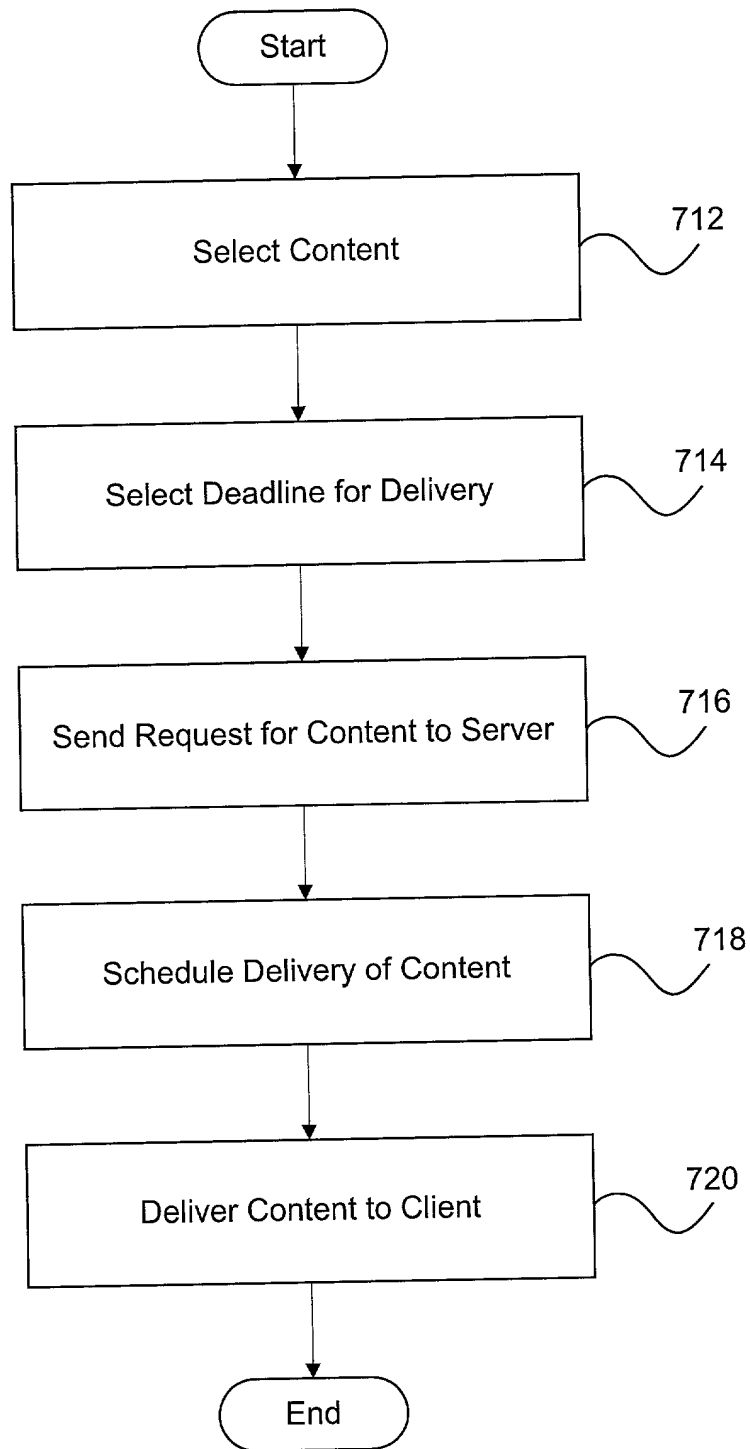 Start
Select Content
712
Select Deadline for Delivery
714
Send Request for Content to Server
716
Schedule Delivery of Content
718
Deliver Content to Client
720
End